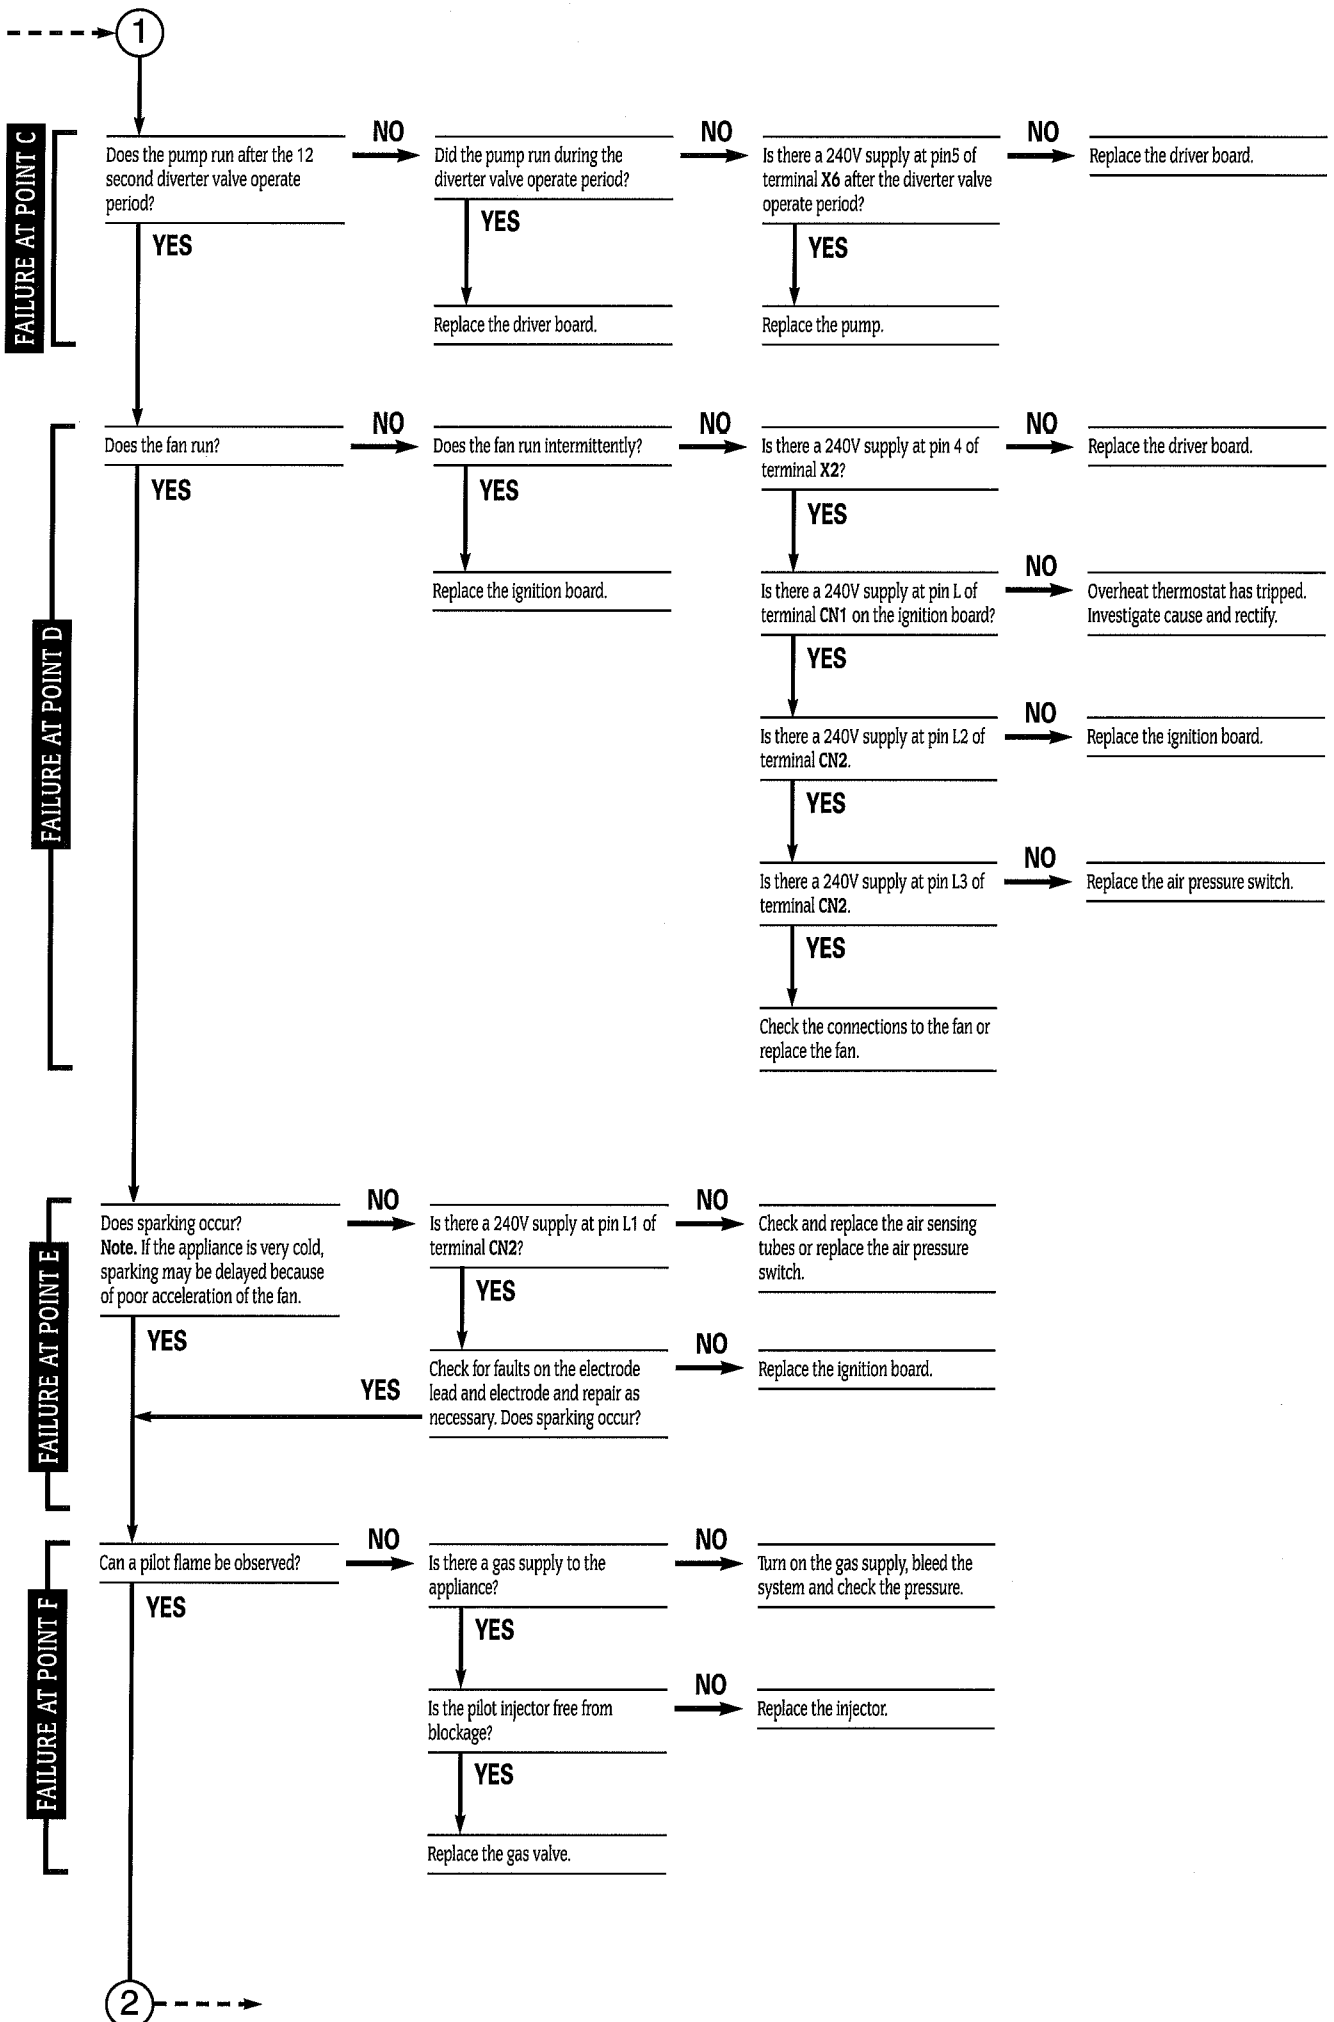 1
FAILURE AT POINT C
Does the pump run after the 12
second diverter valve operate
period?
NO
Did the pump run during the
diverter valve operate period?
NO
Is there a 240V supply at pin5 of
terminal X6 after the diverter valve
operate period?
NO
Replace the driver board.
YES
YES
YES
Replace the driver board.
Replace the pump.
FAILURE AT POINT D
Does the fan run?
NO
Does the fan run intermittently?
NO
Is there a 240V supply at pin 4 of
terminal X2?
NO
Replace the driver board.
YES
YES
YES
Replace the ignition board.
Is there a 240V supply at pin L of
terminal CN1 on the ignition board?
NO
Overheat thermostat has tripped.
Investigate cause and rectify.
YES
Is there a 240V supply at pin L2 of
terminal CN2.
NO
Replace the ignition board.
YES
Is there a 240V supply at pin L3 of
terminal CN2.
NO
Replace the air pressure switch.
YES
Check the connections to the fan or
replace the fan.
FAILURE AT POINT E
Does sparking occur?
Note. If the appliance is very cold,
sparking may be delayed because
of poor acceleration of the fan.
NO
Is there a 240V supply at pin L1 of
terminal CN2?
NO
Check and replace the air sensing
tubes or replace the air pressure
switch.
YES
YES
Check for faults on the electrode
lead and electrode and repair as
necessary. Does sparking occur?
NO
Replace the ignition board.
YES
FAILURE AT POINT F
Can a pilot flame be observed?
NO
Is there a gas supply to the
appliance?
NO
Turn on the gas supply, bleed the
system and check the pressure.
YES
YES
Is the pilot injector free from
blockage?
NO
Replace the injector.
YES
Replace the gas valve.
2